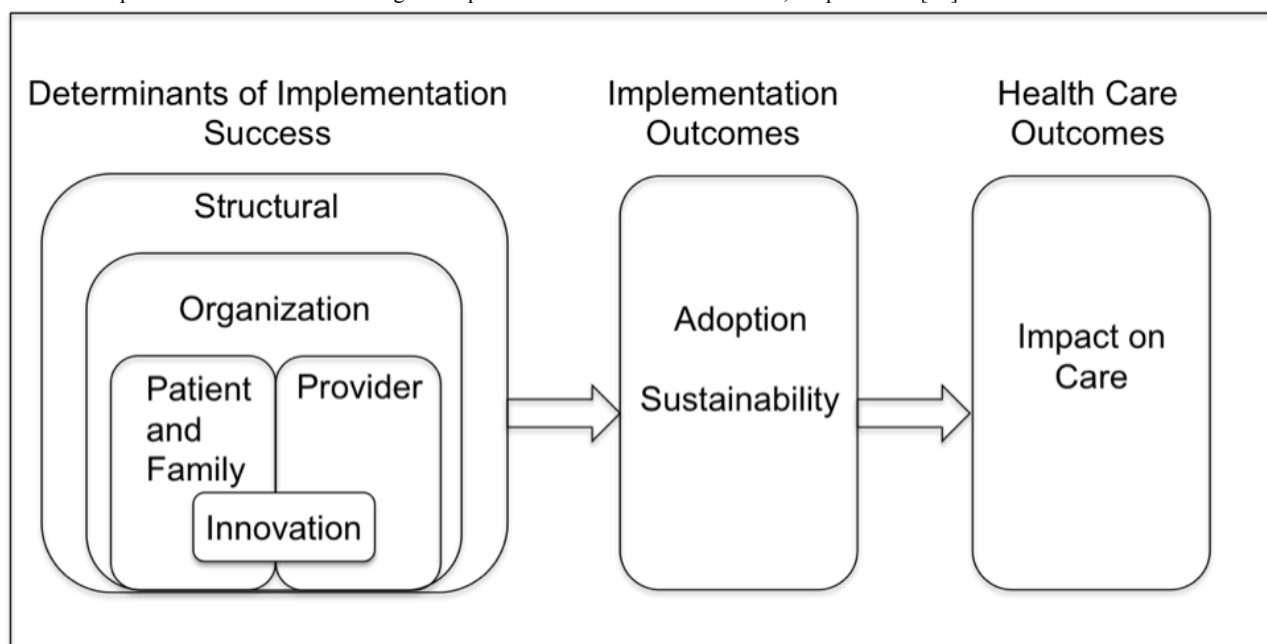 Determinants of Implementation
Success
Implementation
Outcomes
Health Care
Outcomes
Structural
Organization
Patient
and
Family
Provider
Innovation
Adoption
Sustainability
Impact on
Care